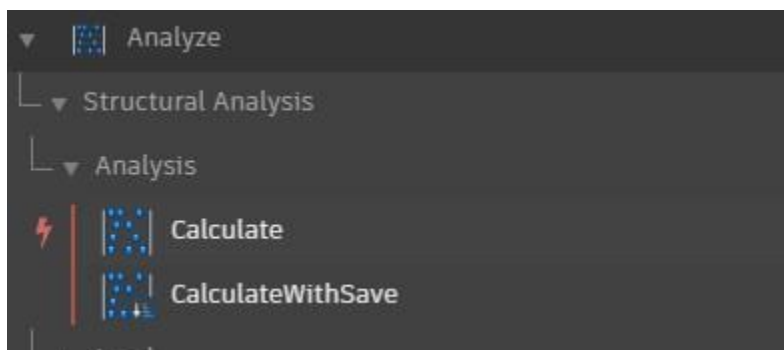 Analyze
Structural Analysis
Analysis
Calculate
CalculateWithSave